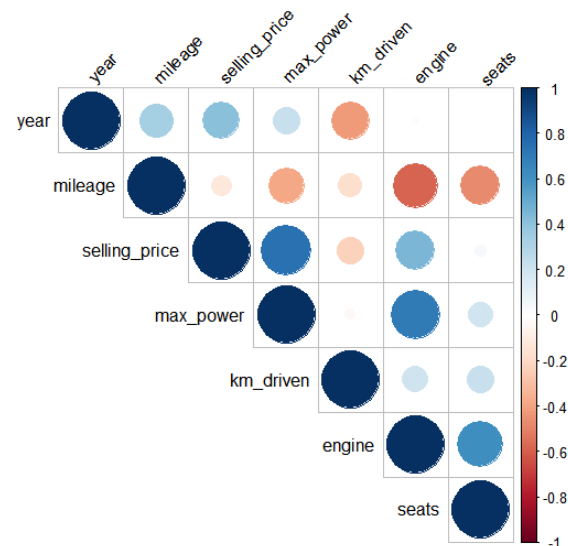 year
mileage
selling_price
max_power
km_driven
engine
seats
year
mileage
selling_price
max_power
km_driven
engine
seats
1
0.8
0.6
0.4
0.2
0
-0.2
-0.4
-0.6
-0.8
-1